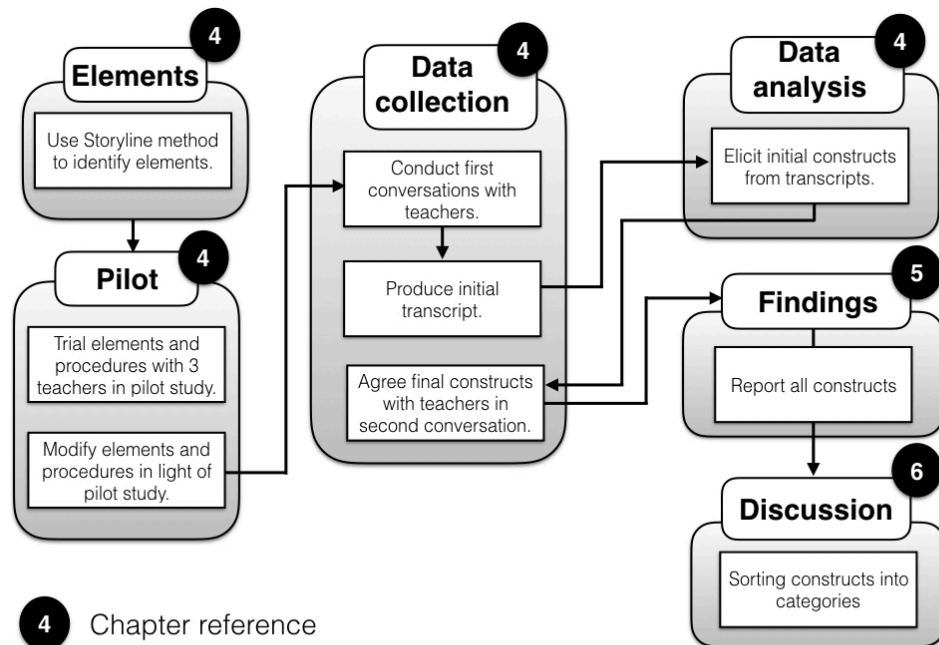 4
Elements
Use Storyline method
to identify elements.
4
Pilot
Trial elements and
procedures with 3
teachers in pilot study.
Modify elements and
procedures in light of
pilot study.
4
Data
collection
Conduct first
conversations with
teachers.
Produce initial
transcript.
Agree final constructs
with teachers in
second conversation.
4
Data
analysis
Elicit initial constructs
from transcripts.
5
Findings
Report all constructs
6
Discussion
Sorting constructs into
categories
4 Chapter reference